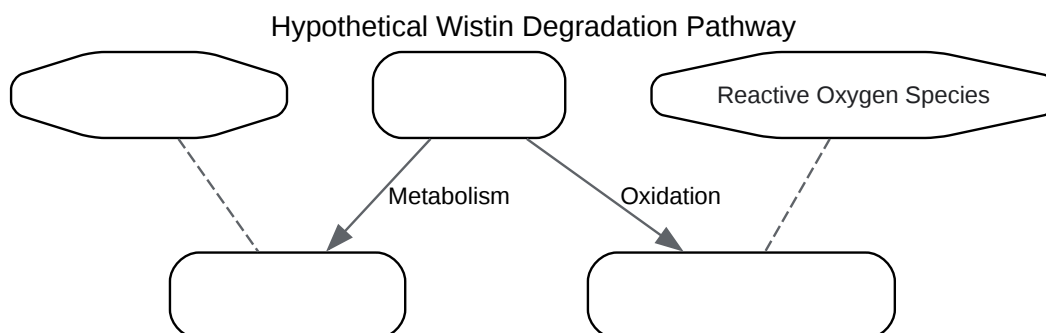 Hypothetical Wistin Degradation Pathway
Reactive Oxygen Species
Metabolism
Oxidation